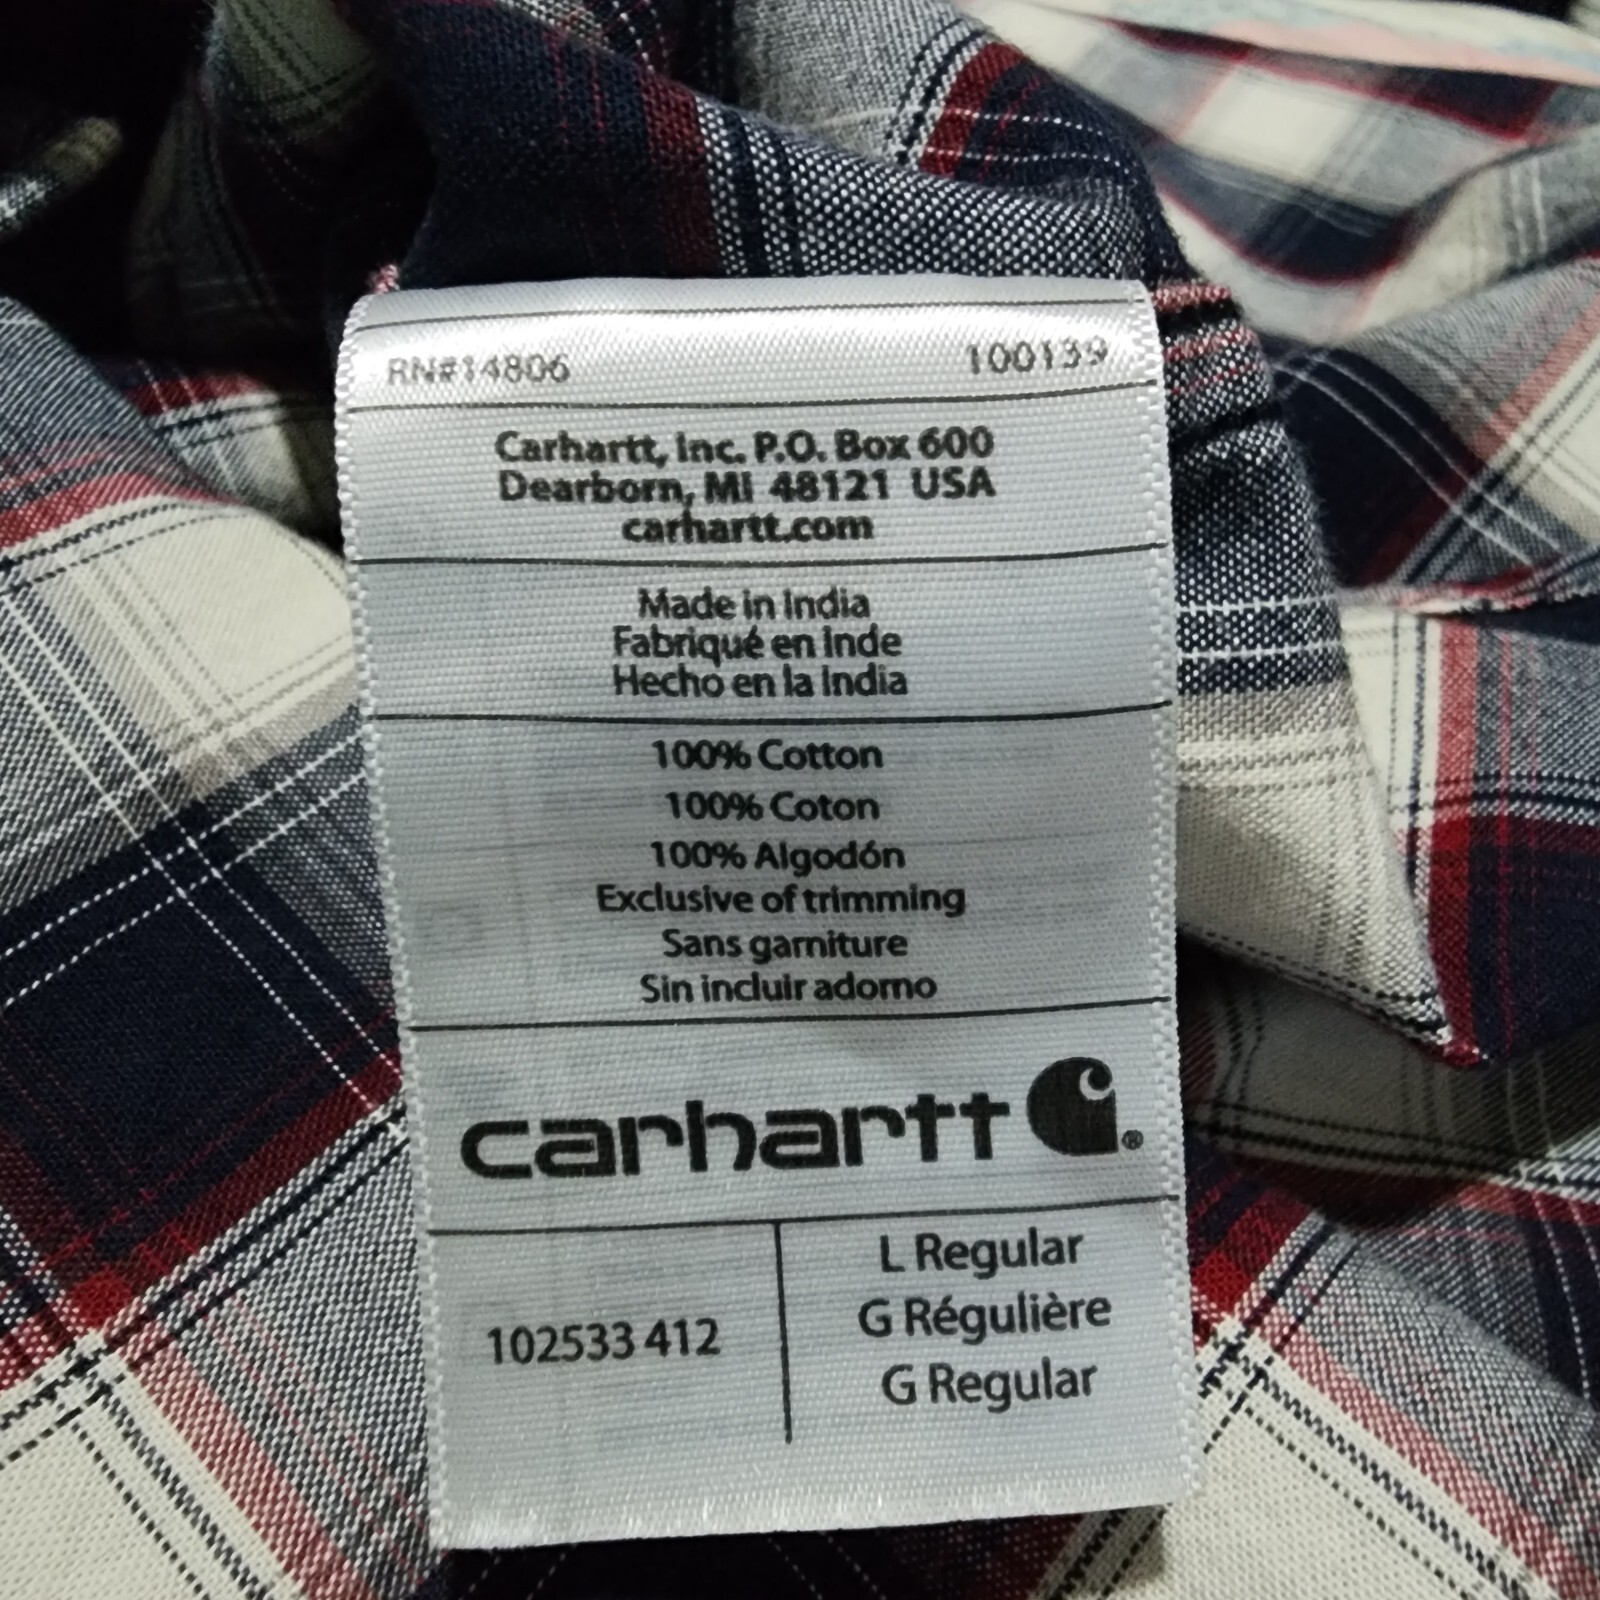 RN#14806 100139
Carhartt, Inc. P.O. Box 600
Dearborn, MI 48121 USA
carhartt.com
Made in India
Fabriqué en Inde
Hecho en la India
100% Cotton
100% Coton
100% Algodón
Exclusive of trimming
Sans garniture
Sin incluir adorno
carhartt ®
102533 412
L Regular
G Régulière
G Regular